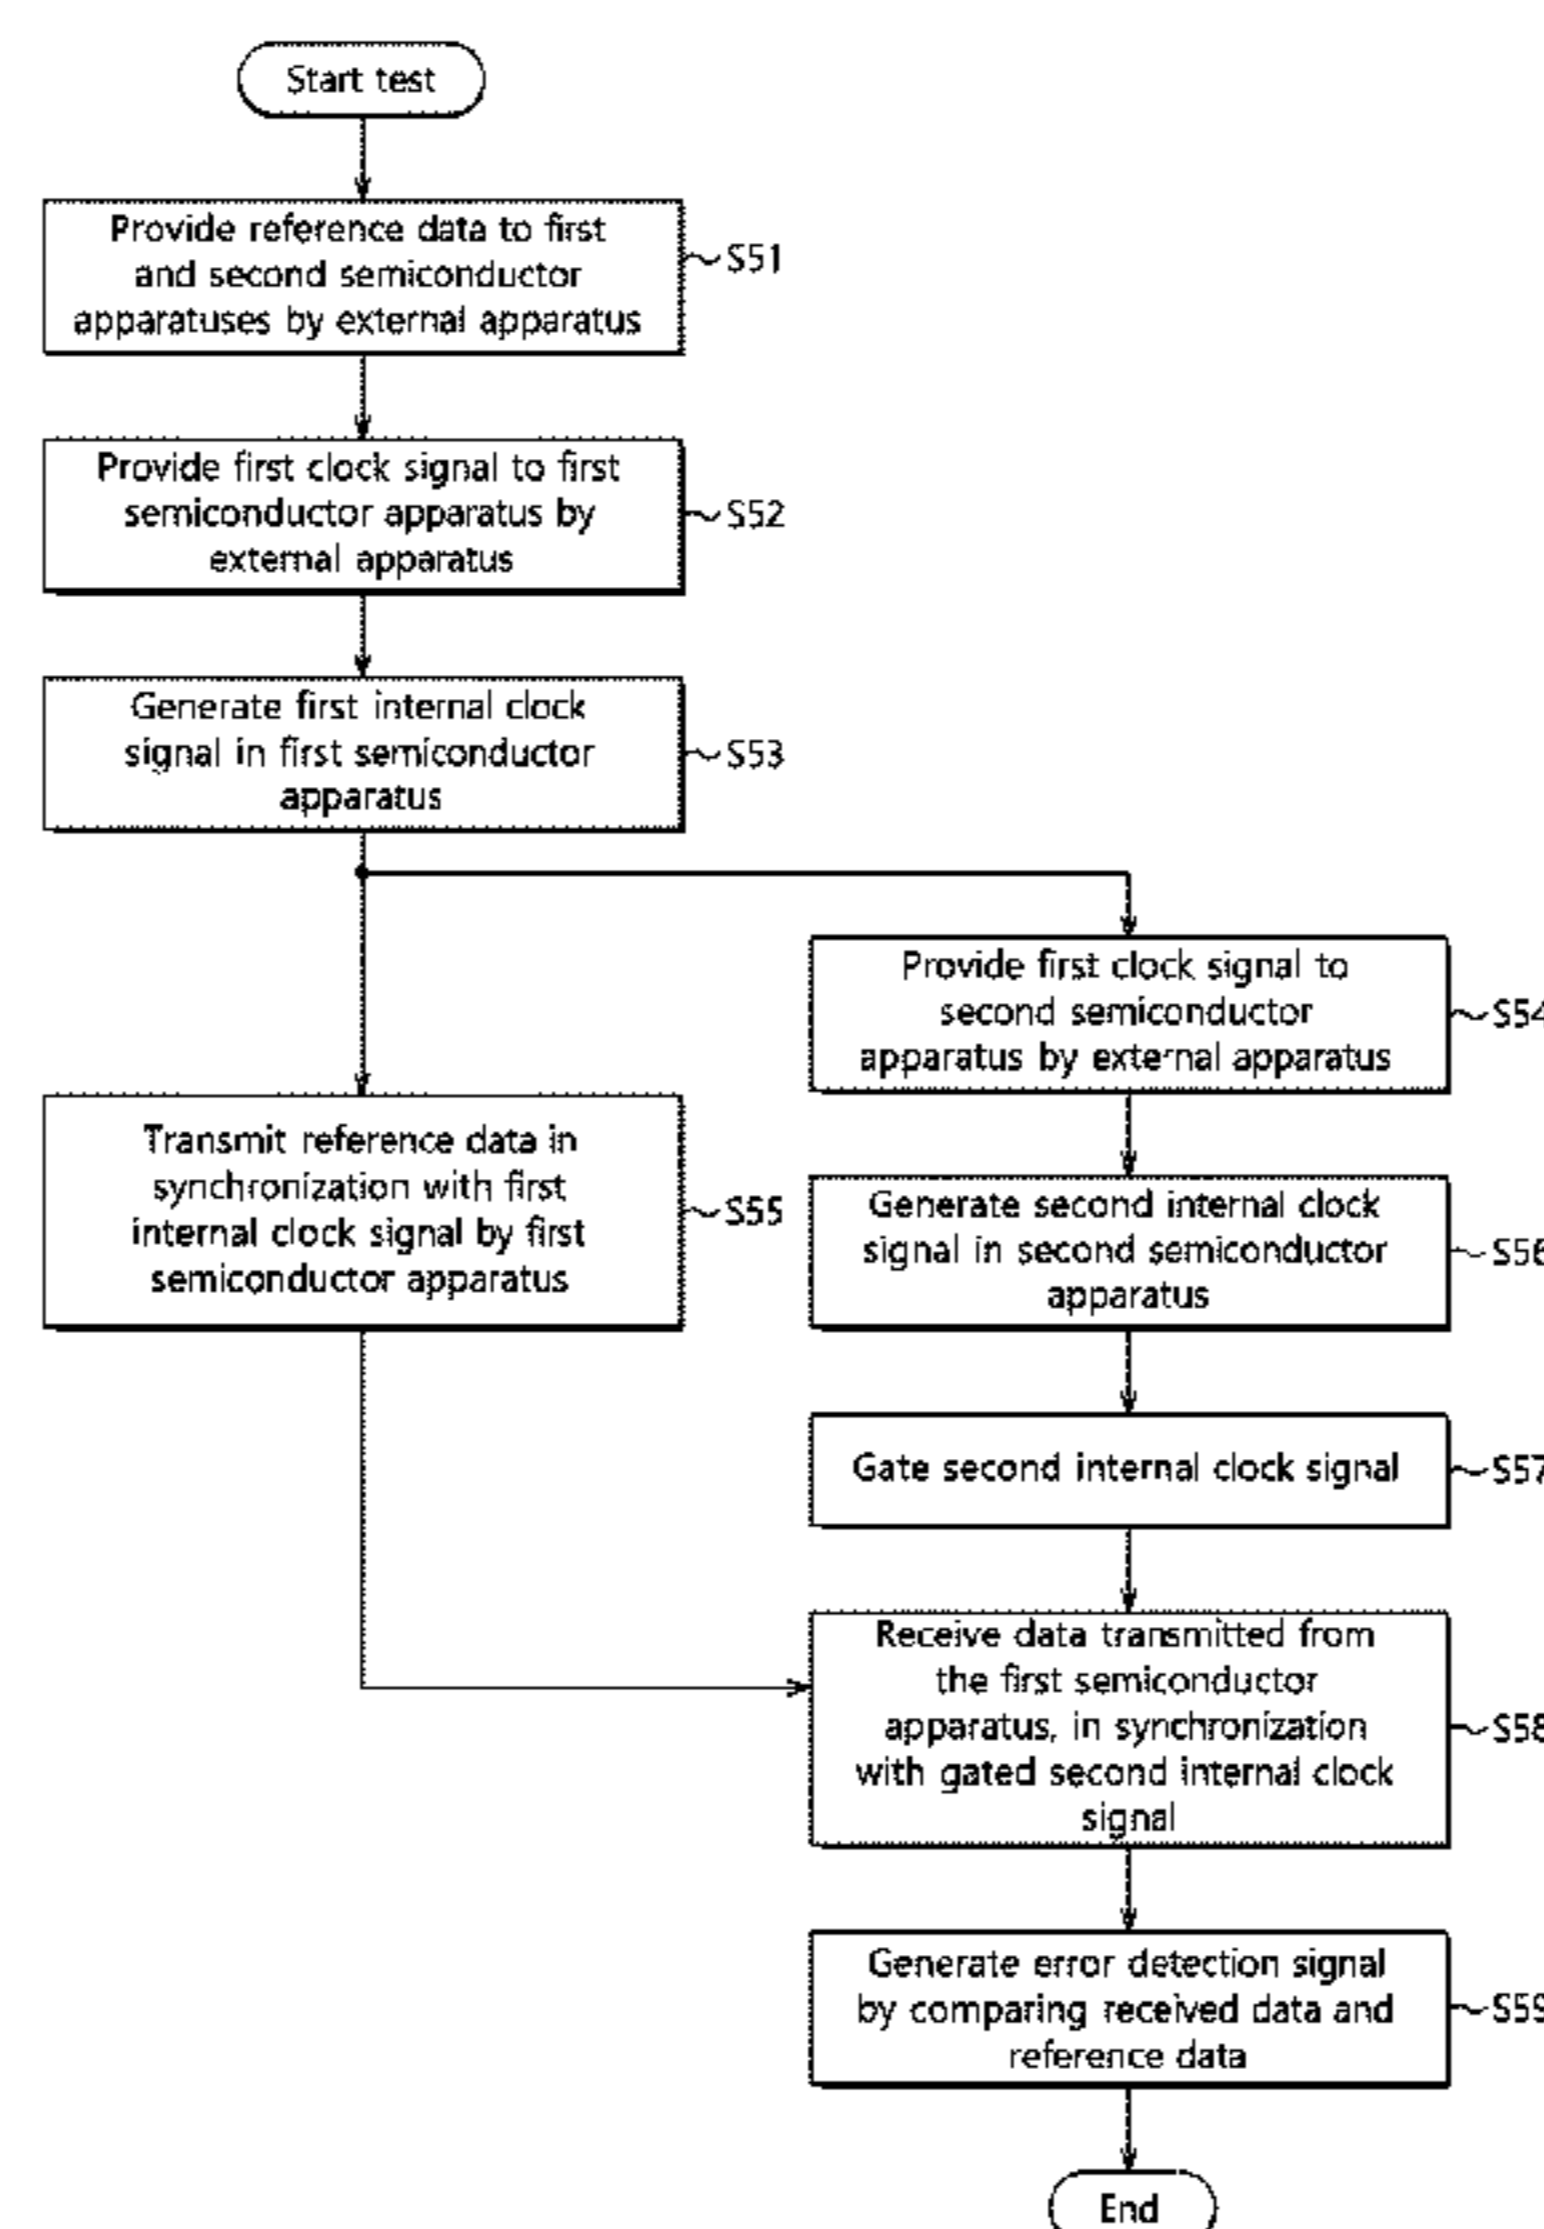 Start test
Provide reference data to first
and second semiconductor
apparatuses by external apparatus
S51
Provide first clock signal to first
semiconductor apparatus by
external apparatus
S52
Generate first internal clock
signal in first semiconductor
apparatus
S53
Provide first clock signal to
second semiconductor
apparatus by external apparatus
S54
Transmit reference data in
synchronization with first
internal clock signal by first
semiconductor apparatus
S55
Generate second internal clock
signal in second semiconductor
apparatus
S56
Gate second internal clock signal
S57
Receive data transmitted from
the first semiconductor
apparatus, in synchronization
with gated second internal clock
signal
S58
Generate error detection signal
by comparing received data and
reference data
S59
End